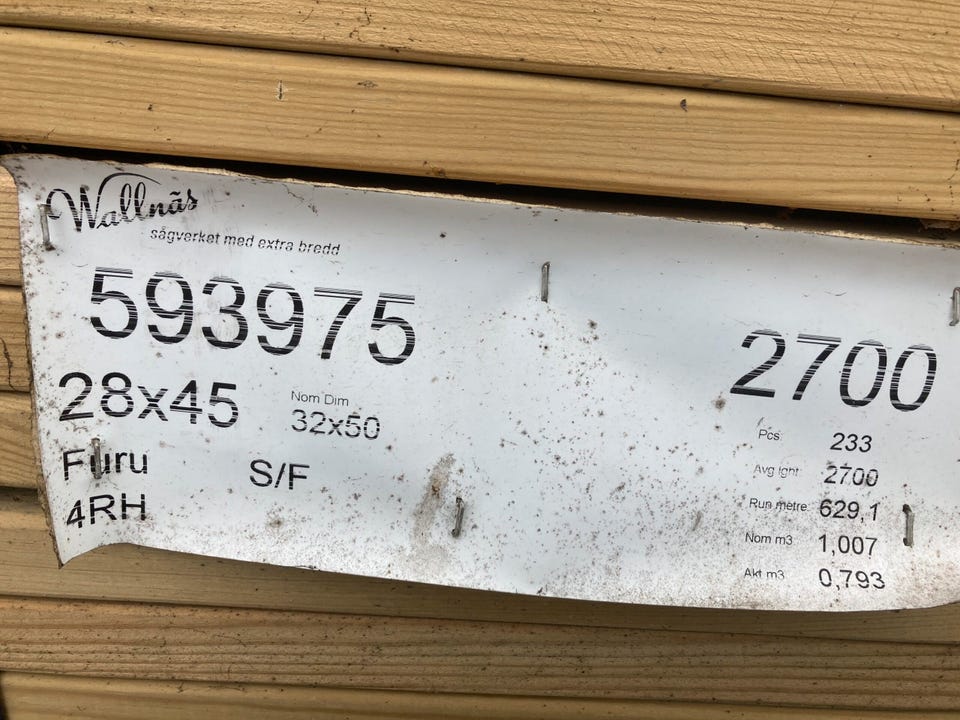 Wallnäs
sågverket med extra bredd
593975
2700
28x45
Nom Dim
32x50
Furu
S/F
4RH
Pcs 233
Avg lght 2700
Run metre 629,1
Nom m3 1,007
Akt m3 0,793